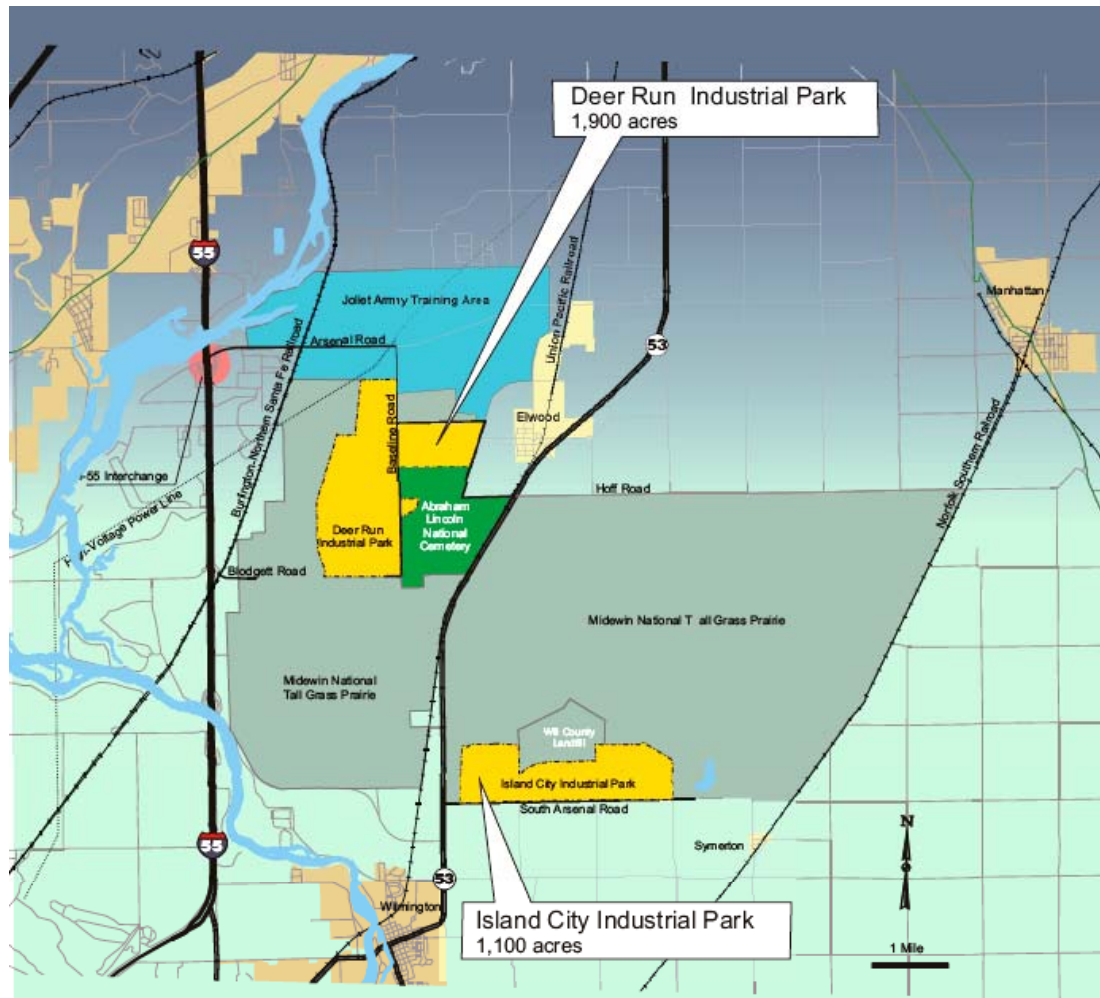 Deer Run Industrial Park
1,900 acres
55
Joliet Army Training Area
Union Pacific Railroad
Manhattan
Arsenal Road
53
Burlington-Northern Santa Fe Railroad
Baseline Road
Elwood
Norfolk Southern Railroad
-55 Interchange
Hoff Road
Voltage Power Line
Abraham
Lincoln
National
Cemetery
Deer Run
Industrial Park
Blodgett Road
Midewin National T all Grass Prairie
Midewin National
Tall Grass Prairie
Will County
Landfill
Island City Industrial Park
South Arsenal Road
N
55
Symerton
53
Wilmington
Island City Industrial Park
1,100 acres
1 Mile